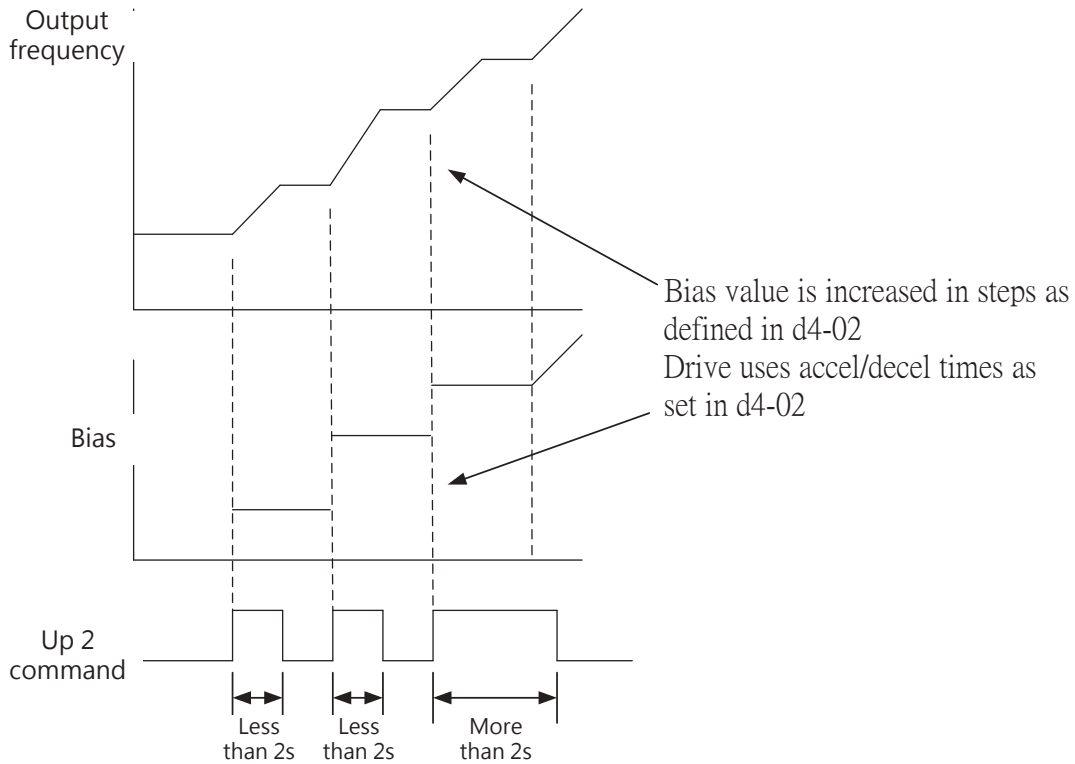 Output
frequency
Bias value is increased in steps as
defined in d4-02
Drive uses accel/decel times as
set in d4-02
Bias
Up 2
command
Less
than 2s
Less
than 2s
More
than 2s